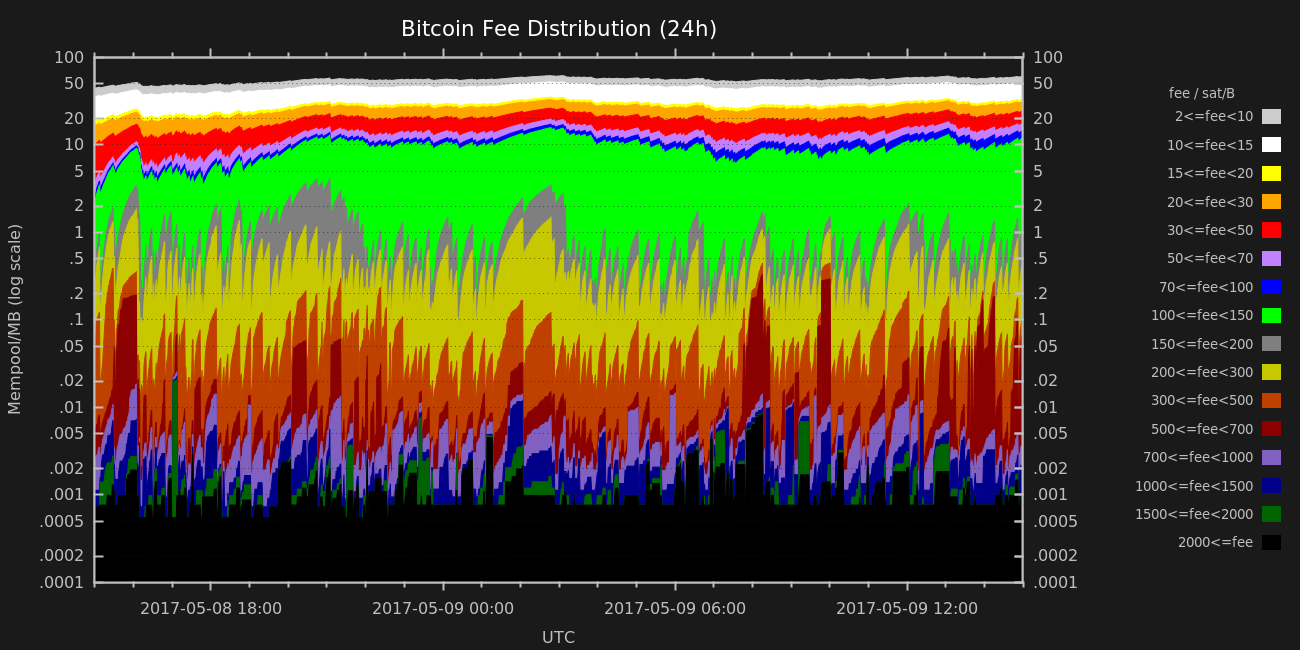 Bitcoin Fee Distribution (24h)
100 100
50 50
20 20
10 10
5 5
2 2
1 1
.5 .5
.2 .2
.1 .1
.05 .05
.02 .02
.01 .01
.005 .005
.002 .002
.001 .001
.0005 .0005
.0002 .0002
.0001 .0001
Mempool/MB (log scale)
2017-05-08 18:00 2017-05-09 00:00 2017-05-09 06:00 2017-05-09 12:00
UTC
fee / sat/B
2<=fee<10
10<=fee<15
15<=fee<20
20<=fee<30
30<=fee<50
50<=fee<70
70<=fee<100
100<=fee<150
150<=fee<200
200<=fee<300
300<=fee<500
500<=fee<700
700<=fee<1000
1000<=fee<1500
1500<=fee<2000
2000<=fee